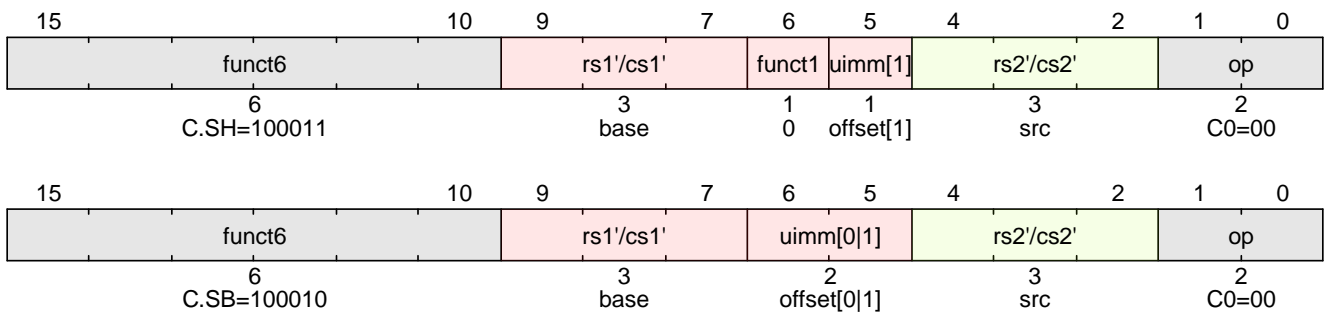 15 10 9 7 6 5 4 2 1 0
funct6 rs1'/cs1' funct1 uimm[1] rs2'/cs2' op
6 3 1 1 3 2
C.SH=100011 base 0 offset[1] src C0=00
15 10 9 7 6 5 4 2 1 0
funct6 rs1'/cs1' uimm[0|1] rs2'/cs2' op
6 3 2 3 2
C.SB=100010 base offset[0|1] src C0=00